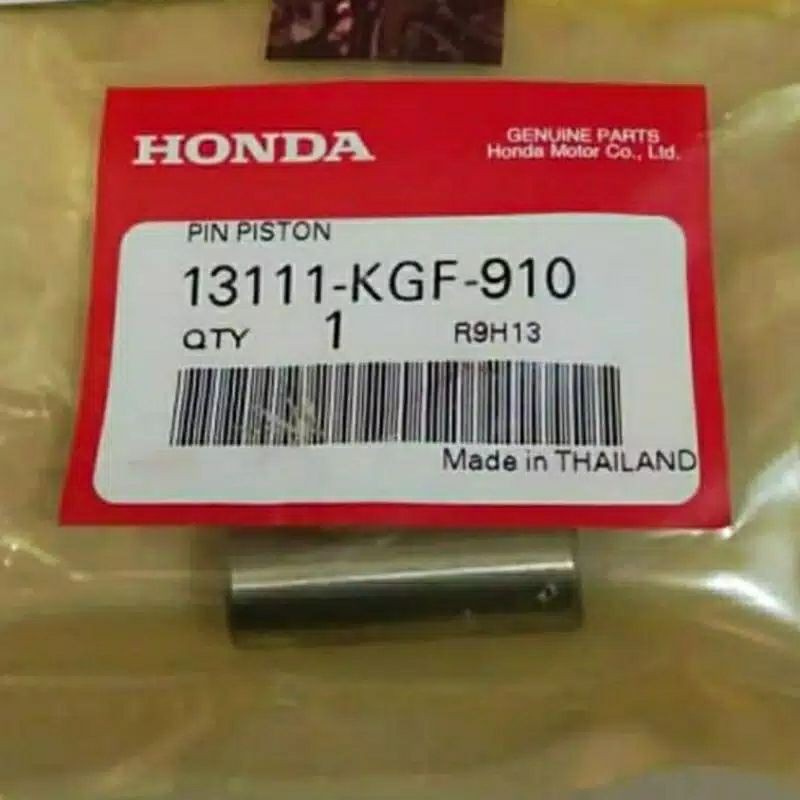 HONDA
GENUINE PARTS
Honda Motor Co., Ltd.
PIN PISTON
13111-KGF-910
QTY 1 R9H13
Made in THAILAND